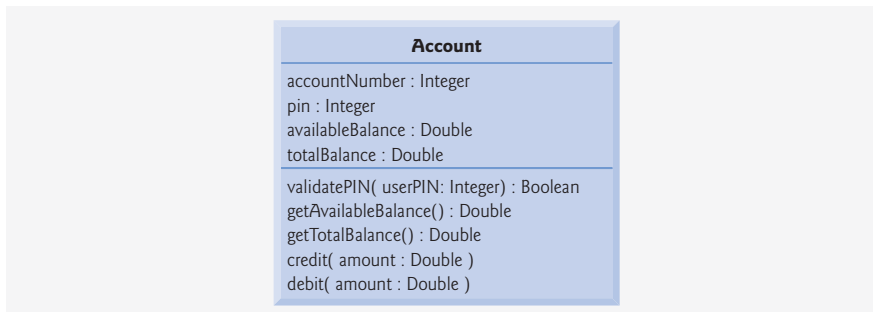 Account
accountNumber : Integer
pin : Integer
availableBalance : Double
totalBalance : Double
validatePIN( userPIN: Integer) : Boolean
getAvailableBalance() : Double
getTotalBalance() : Double
credit( amount : Double )
debit( amount : Double )